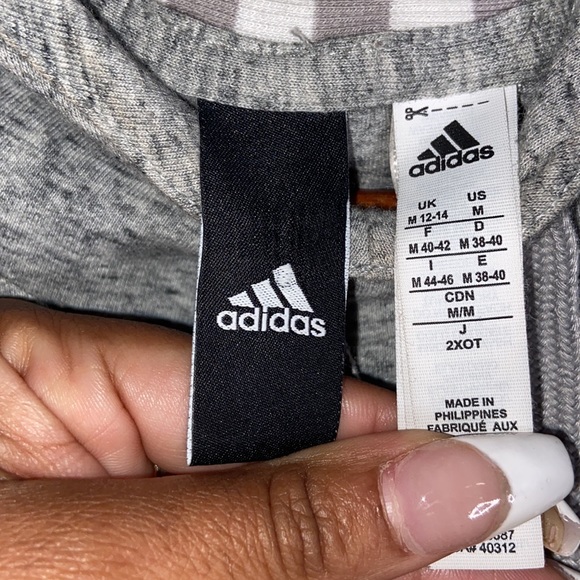 adidas
adidas
UK US
M 12-14 M
F D
M 40-42 M 38-40
I E
M 44-46 M 38-40
CDN
M/M
J
2XOT
MADE IN
PHILIPPINES
FABRIQUÉ AUX
40312